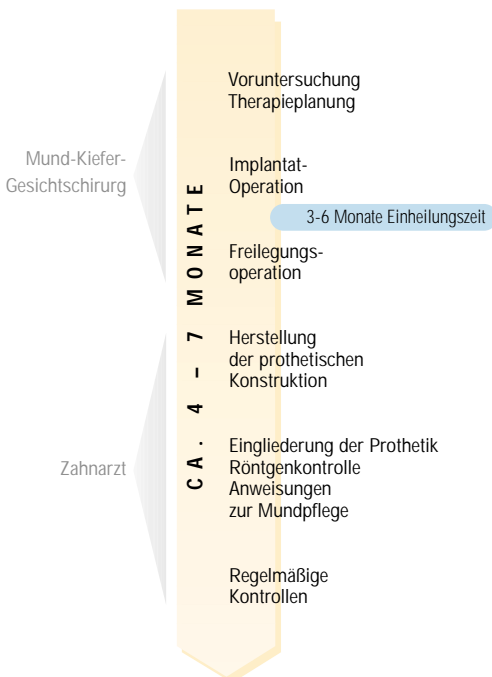 Voruntersuchung
Therapieplanung
Mund-Kiefer-
Gesichtschirurg
Implantat-
Operation
3-6 Monate Einheilungszeit
Freilegungs-
operation
CA. 4 – 7 MONATE
Herstellung
der prothetischen
Konstruktion
Zahnarzt
Eingliederung der Prothetik
Röntgenkontrolle
Anweisungen
zur Mundpflege
Regelmäßige
Kontrollen